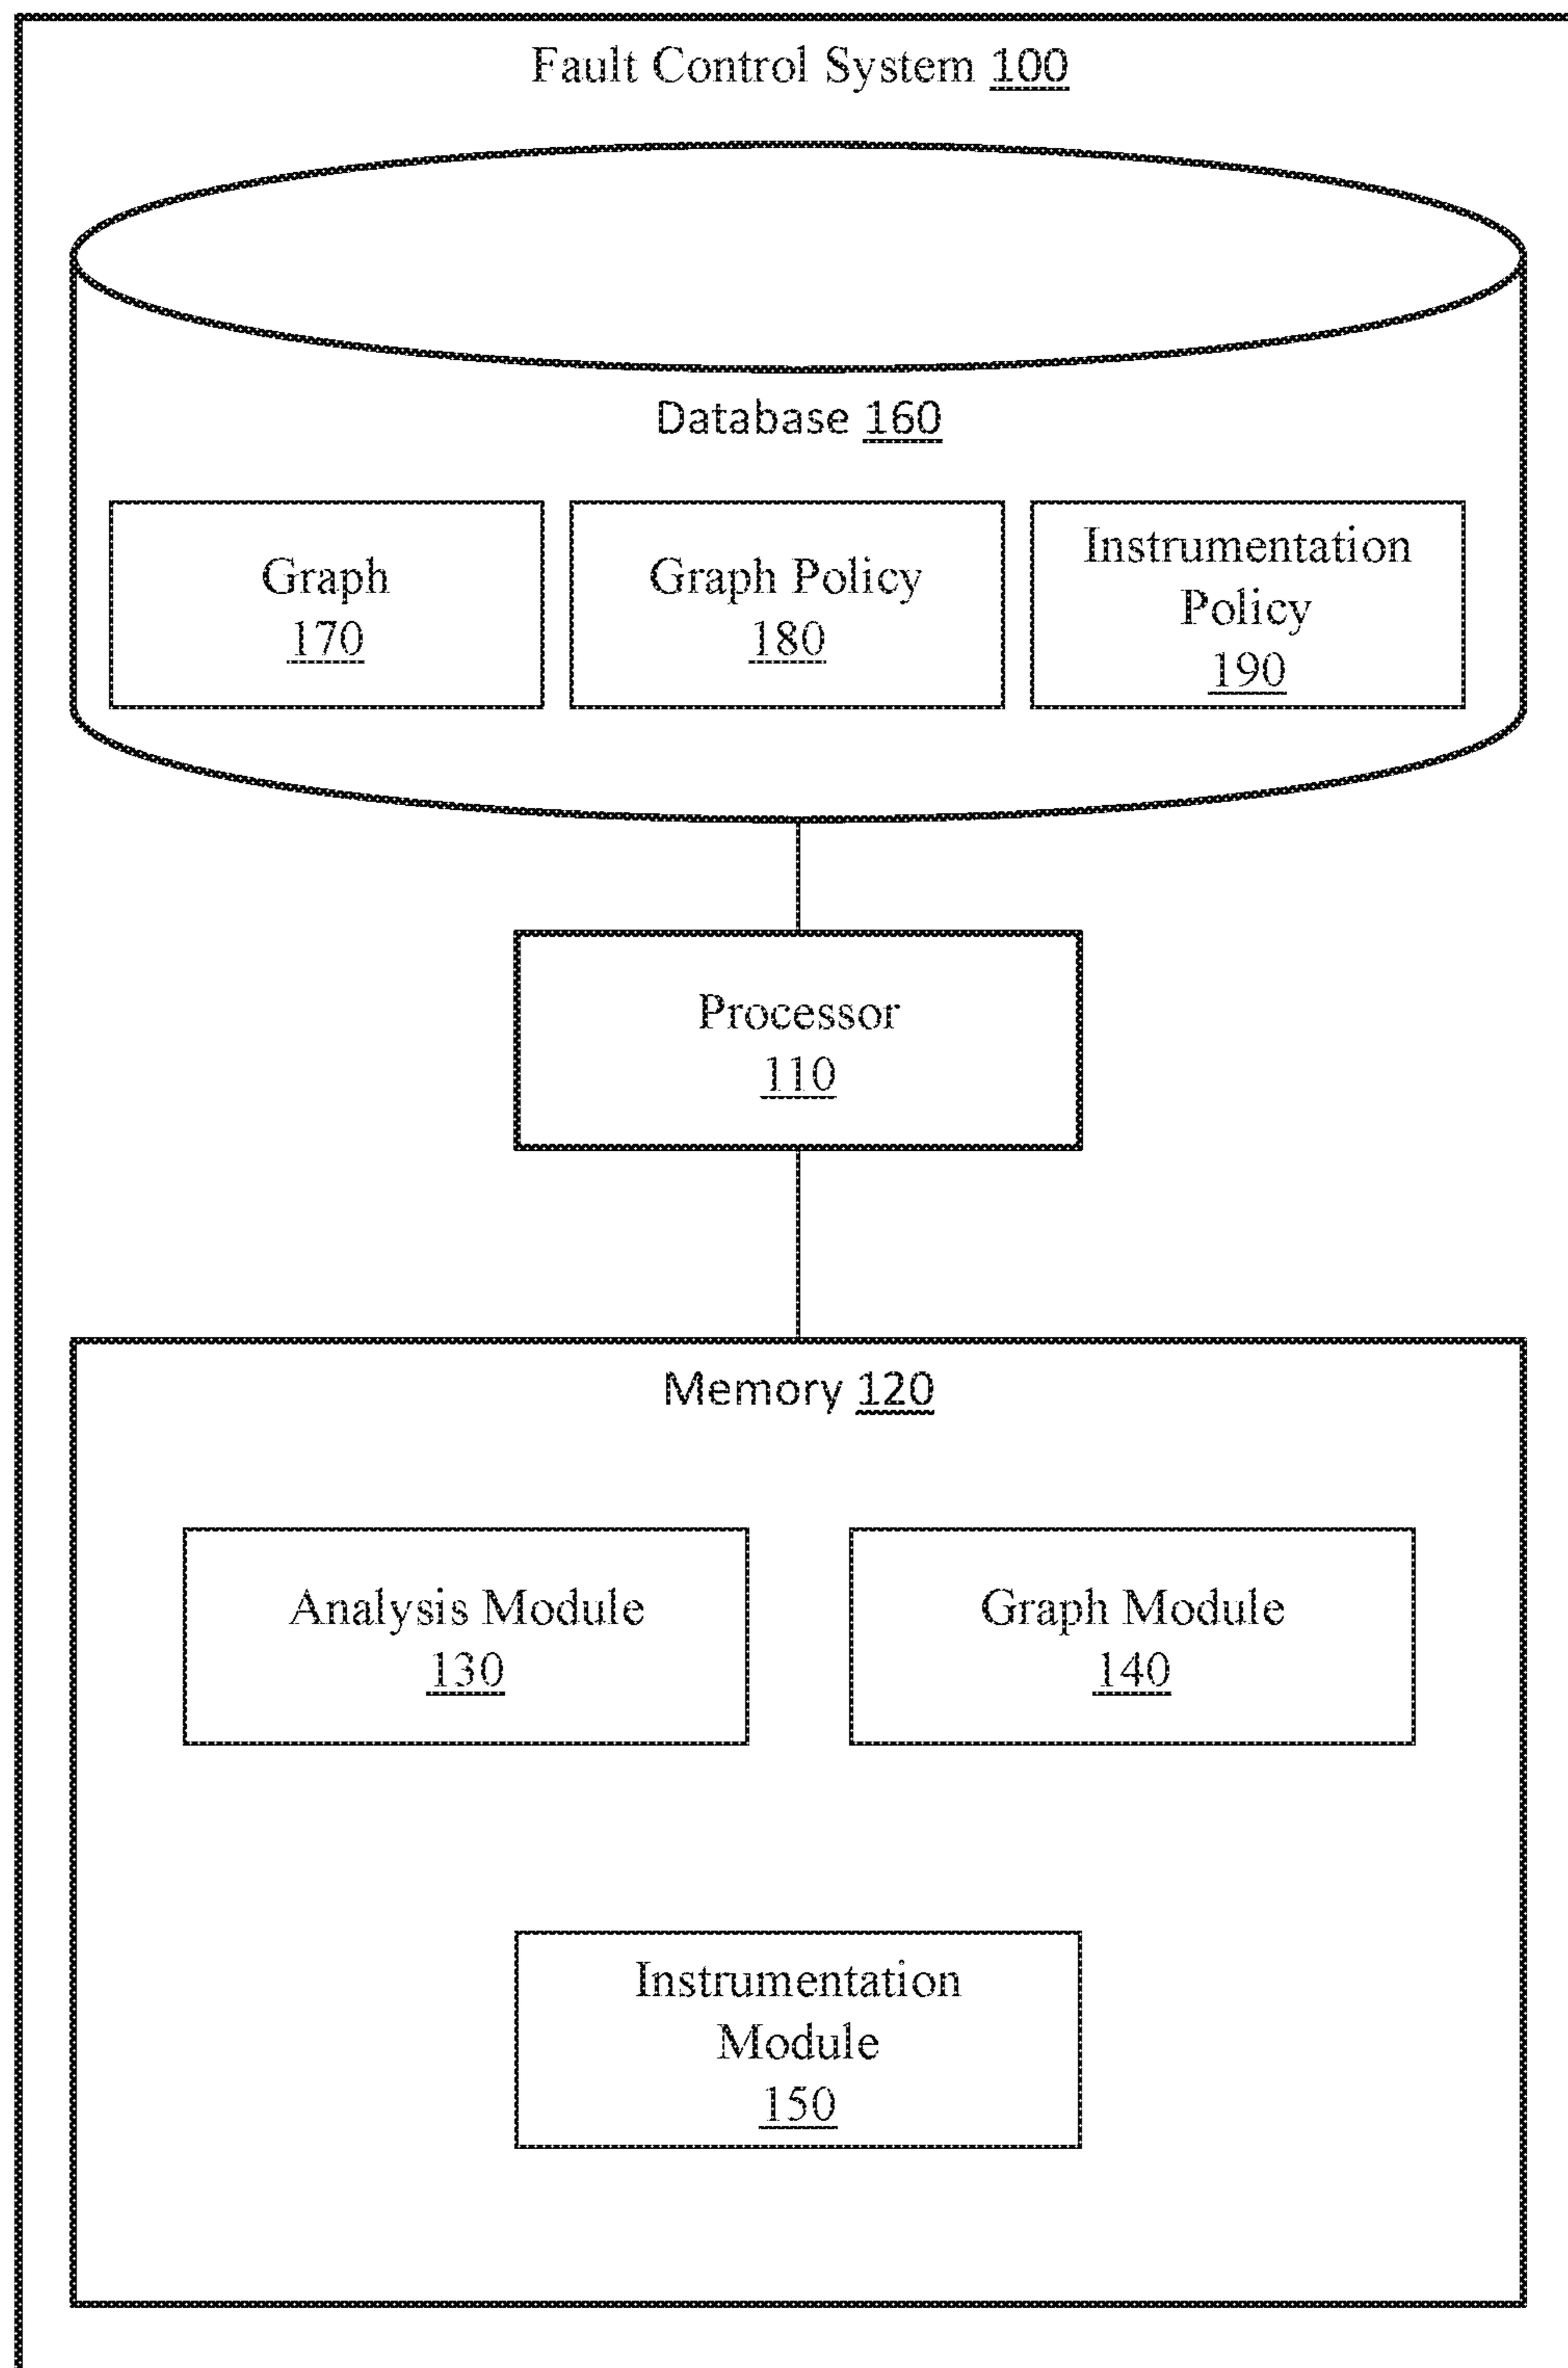 Fault Control System 100
Database 160
Graph
170
Graph Policy
180
Instrumentation
Policy
190
Processor
110
Memory 120
Analysis Module
130
Graph Module
140
Instrumentation
Module
150